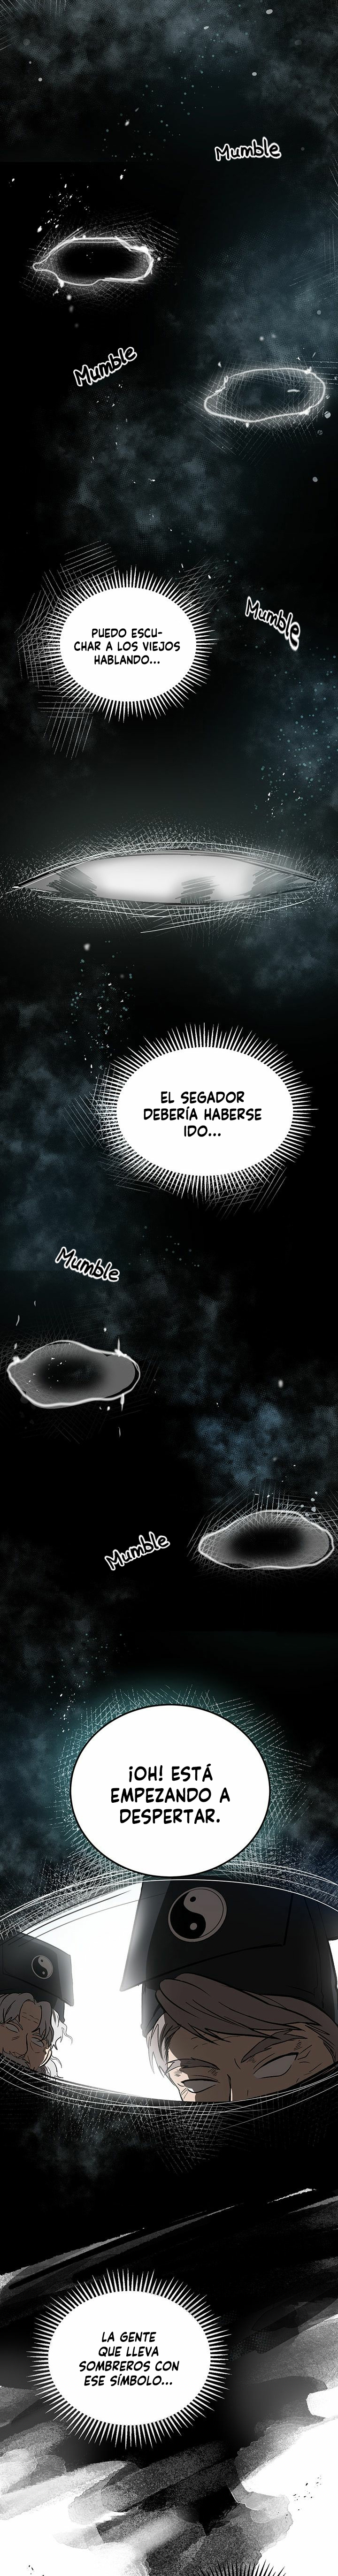 Mumble
Mumble
Mumble
PUEDO ESCU-
CHAR A LOS VIEJOS
HABLANDO...
EL SEGADOR
DEBERÍA HABERSE
IDO...
Mumble
Mumble
¡OH! ESTÁ
EMPEZANDO A
DESPERTAR.
LA GENTE
QUE LLEVA
SOMBREROS CON
ESE SÍMBOLO...